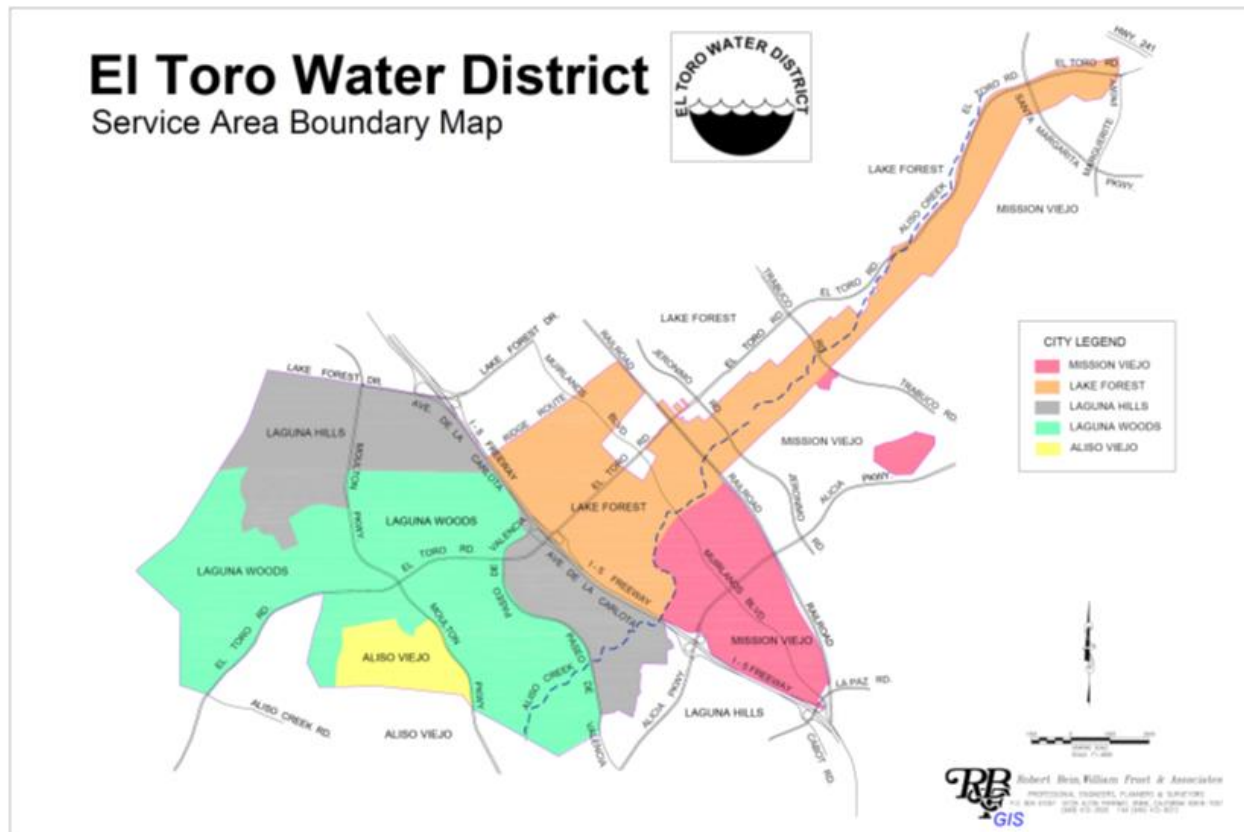 El Toro Water District
Service Area Boundary Map
EL TORO WATER DISTRICT
HWY. 241
EL TORO RD.
EL TORO RD.
SANTA MARGARITA PKWY.
MARGUERITE
LAKE FOREST
ALISO CREEK
MISSION VIEJO
TRABUCO RD.
EL TORO RD.
LAKE FOREST
LAKE FOREST DR.
RAILROAD
JERONIMO RD.
EL TORO RD.
MUIRLANDS BLVD.
RIDGE ROUTE
TRABUCO RD.
CITY LEGEND
MISSION VIEJO
LAKE FOREST
LAGUNA HILLS
LAGUNA WOODS
ALISO VIEJO
LAKE FOREST DR.
AVE. DE LA CARLOTA
I-5 FREEWAY
LAGUNA HILLS
MOULTON PKWY
MISSION VIEJO
ALICIA PKWY.
JERONIMO RD.
RAILROAD
EL TORO RD.
LAKE FOREST
LAGUNA WOODS
VALENCIA
EL TORO RD.
PASEO DE
AVE. DE LA CARLOTA
I-5 FREEWAY
MUIRLANDS BLVD.
RAILROAD
LAGUNA WOODS
MOULTON PKWY
EL TORO RD
ALISO VIEJO
PASEO DE VALENCIA
ALISO CREEK
MISSION VIEJO
I-5 FREEWAY
LA PAZ RD.
ALICIA PKWY
LAGUNA HILLS
CABOT RD.
ALISO CREEK RD.
ALISO VIEJO
Robert Bein, William Frost & Associates
PROFESSIONAL ENGINEERS, PLANNERS & SURVEYORS
GIS